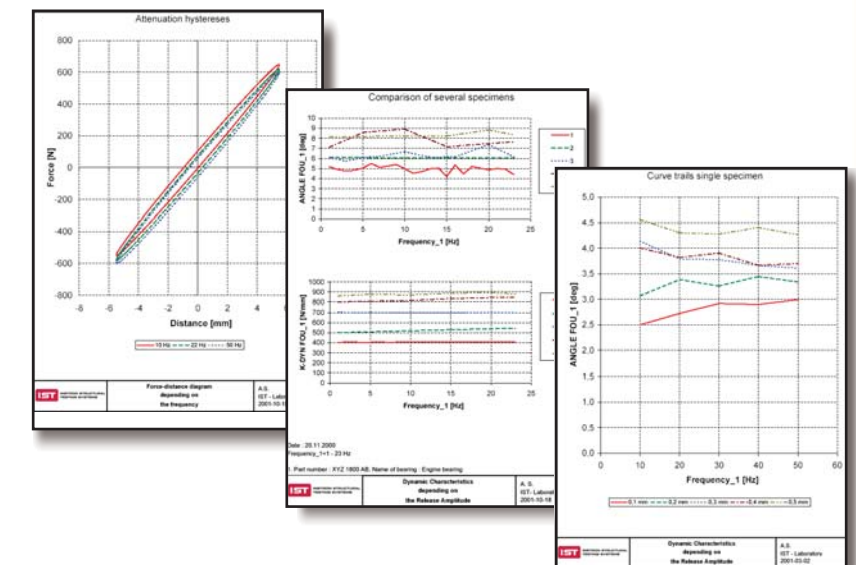 Attenuation hystereses
Force [N]
800
600
400
200
0
-200
-400
-600
-800
-4
-2
0
2
4
Distance [mm]
22 Hz
50 Hz
IST
Force-distance diagram
depending on
the frequency
A.S.
Comparison of several specimens
ANGLE FOU_1 [deg]
10
9
8
7
6
5
4
3
2
1
0
0
5
10
15
20
25
Frequency_1 [Hz]
1
2
3
K-DYN FOU_1 [N/mm]
1000
900
800
700
600
500
400
300
200
100
0
0
5
10
15
20
25
Frequency_1 [Hz]
Date : 20.11.2000
Frequency_1=1 - 23 Hz
1. Part number : XYZ 1800 AB, Name of bearing : Engine bearing
IST
Dynamic Characteristics
depending on
the Release Amplitude
A. S.
2001-10-18
Curve trails single specimen
ANGLE FOU_1 [deg]
5,0
4,5
4,0
3,5
3,0
2,5
2,0
1,5
1,0
0,5
0,0
0
10
20
30
40
50
60
Frequency_1 [Hz]
0,1 mm
0,2 mm
0,3 mm
0,4 mm
0,5 mm
IST
Dynamic Characteristics
depending on
the Release Amplitude
A.S.
IST - Laboratory
2001-03-02